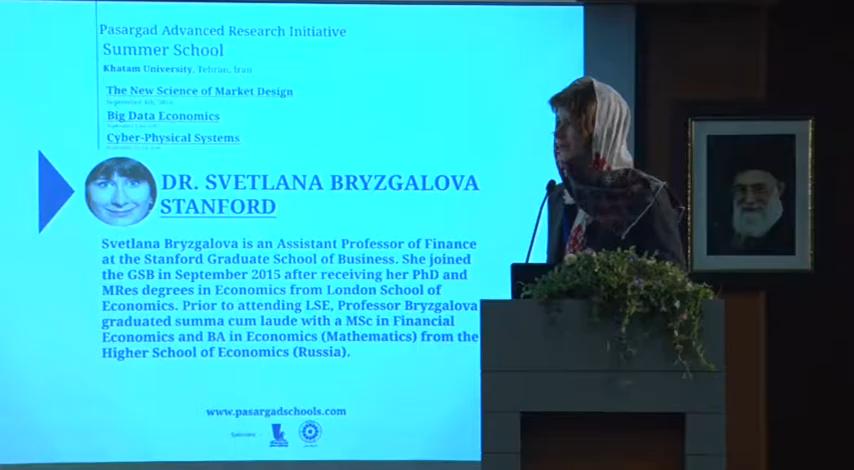 Pasargad Advanced Research Initiative
Summer School
Khatam University, Tehran, Iran
The New Science of Market Design
Big Data Economics
Cyber-Physical Systems
DR. SVETLANA BRYZGALOVA
STANFORD
Svetlana Bryzgalova is an Assistant Professor of Finance
at the Stanford Graduate School of Business. She joined
the GSB in September 2015 after receiving her PhD and
MRes degrees in Economics from London School of
Economics. Prior to attending LSE, Professor Bryzgalova
graduated summa cum laude with a MSc in Financial
Economics and BA in Economics (Mathematics) from the
Higher School of Economics (Russia).
www.pasargadschools.com